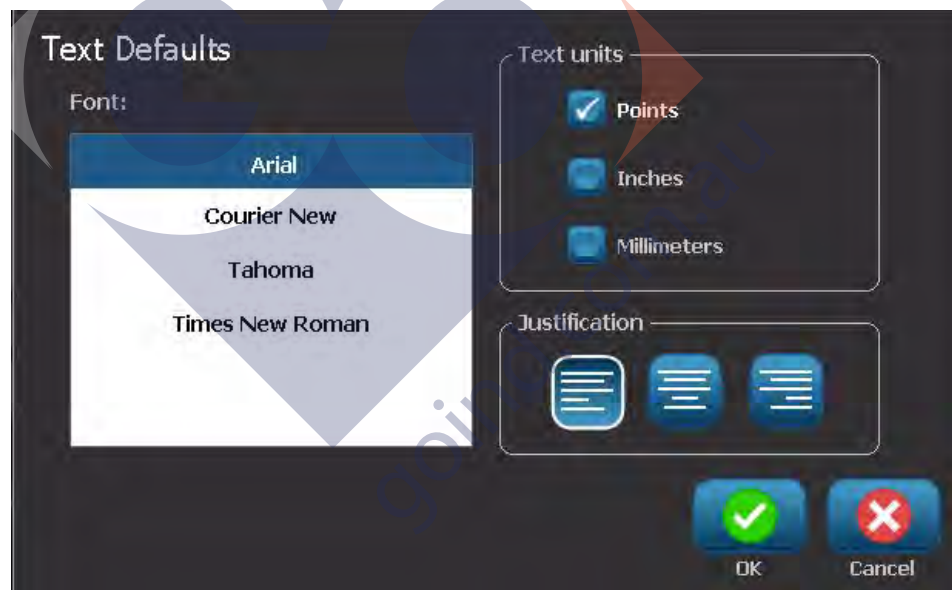 Text Defaults
Font:
Arial
Courier New
Tahoma
Times New Roman
Text units
Points
Inches
Millimeters
Justification
OK
Cancel